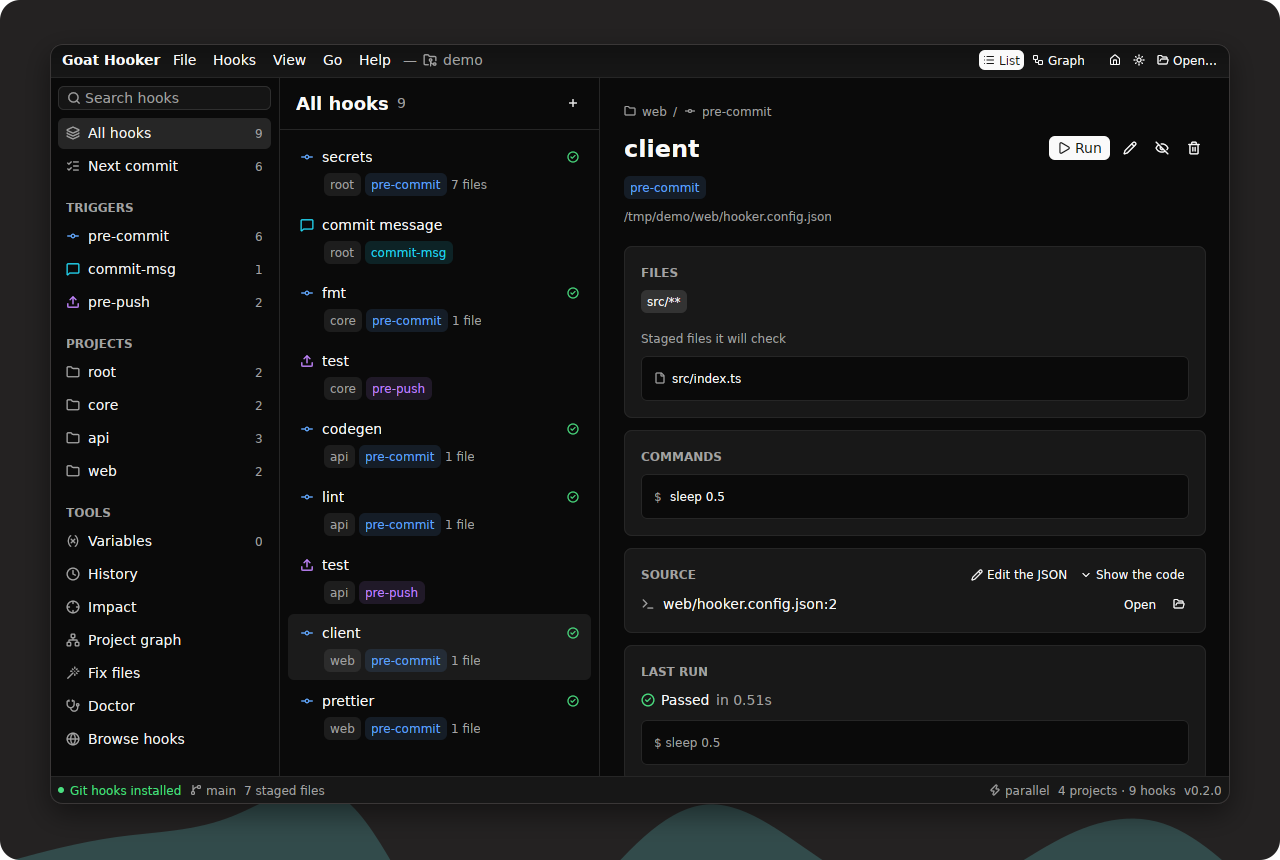 Goat Hooker File Hooks View Go Help — demo List Graph Open...
Search hooks
All hooks 9
Next commit 6
TRIGGERS
pre-commit 6
commit-msg 1
pre-push 2
PROJECTS
root 2
core 2
api 3
web 2
TOOLS
Variables 0
History
Impact
Project graph
Fix files
Doctor
Browse hooks
All hooks 9 +
secrets
root pre-commit 7 files
commit message
root commit-msg
fmt
core pre-commit 1 file
test
core pre-push
codegen
api pre-commit 1 file
lint
api pre-commit 1 file
test
api pre-push
client
web pre-commit 1 file
prettier
web pre-commit 1 file
web / pre-commit
client Run
pre-commit
/tmp/demo/web/hooker.config.json
FILES
src/**
Staged files it will check
src/index.ts
COMMANDS
$ sleep 0.5
SOURCE Edit the JSON Show the code
web/hooker.config.json:2 Open
LAST RUN
Passed in 0.51s
$ sleep 0.5
Git hooks installed main 7 staged files parallel 4 projects · 9 hooks v0.2.0